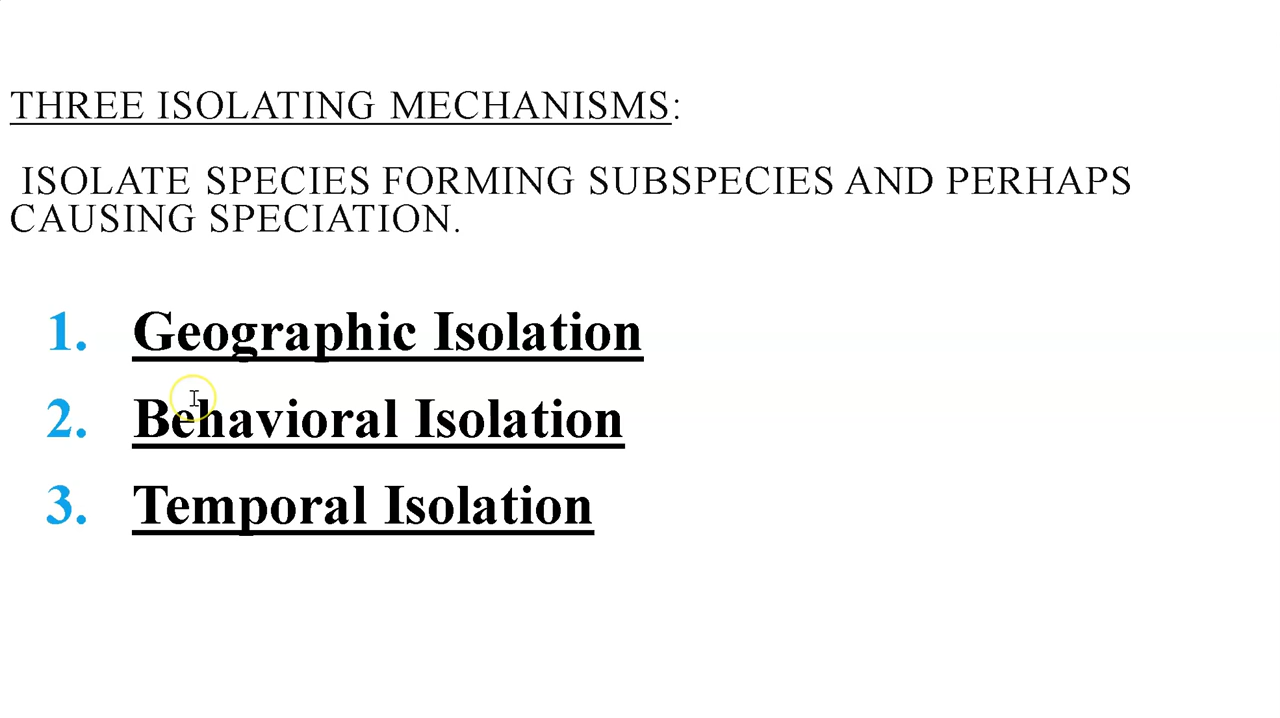 THREE ISOLATING MECHANISMS:
ISOLATE SPECIES FORMING SUBSPECIES AND PERHAPS
CAUSING SPECIATION.
1. Geographic Isolation
2. Behavioral Isolation
3. Temporal Isolation